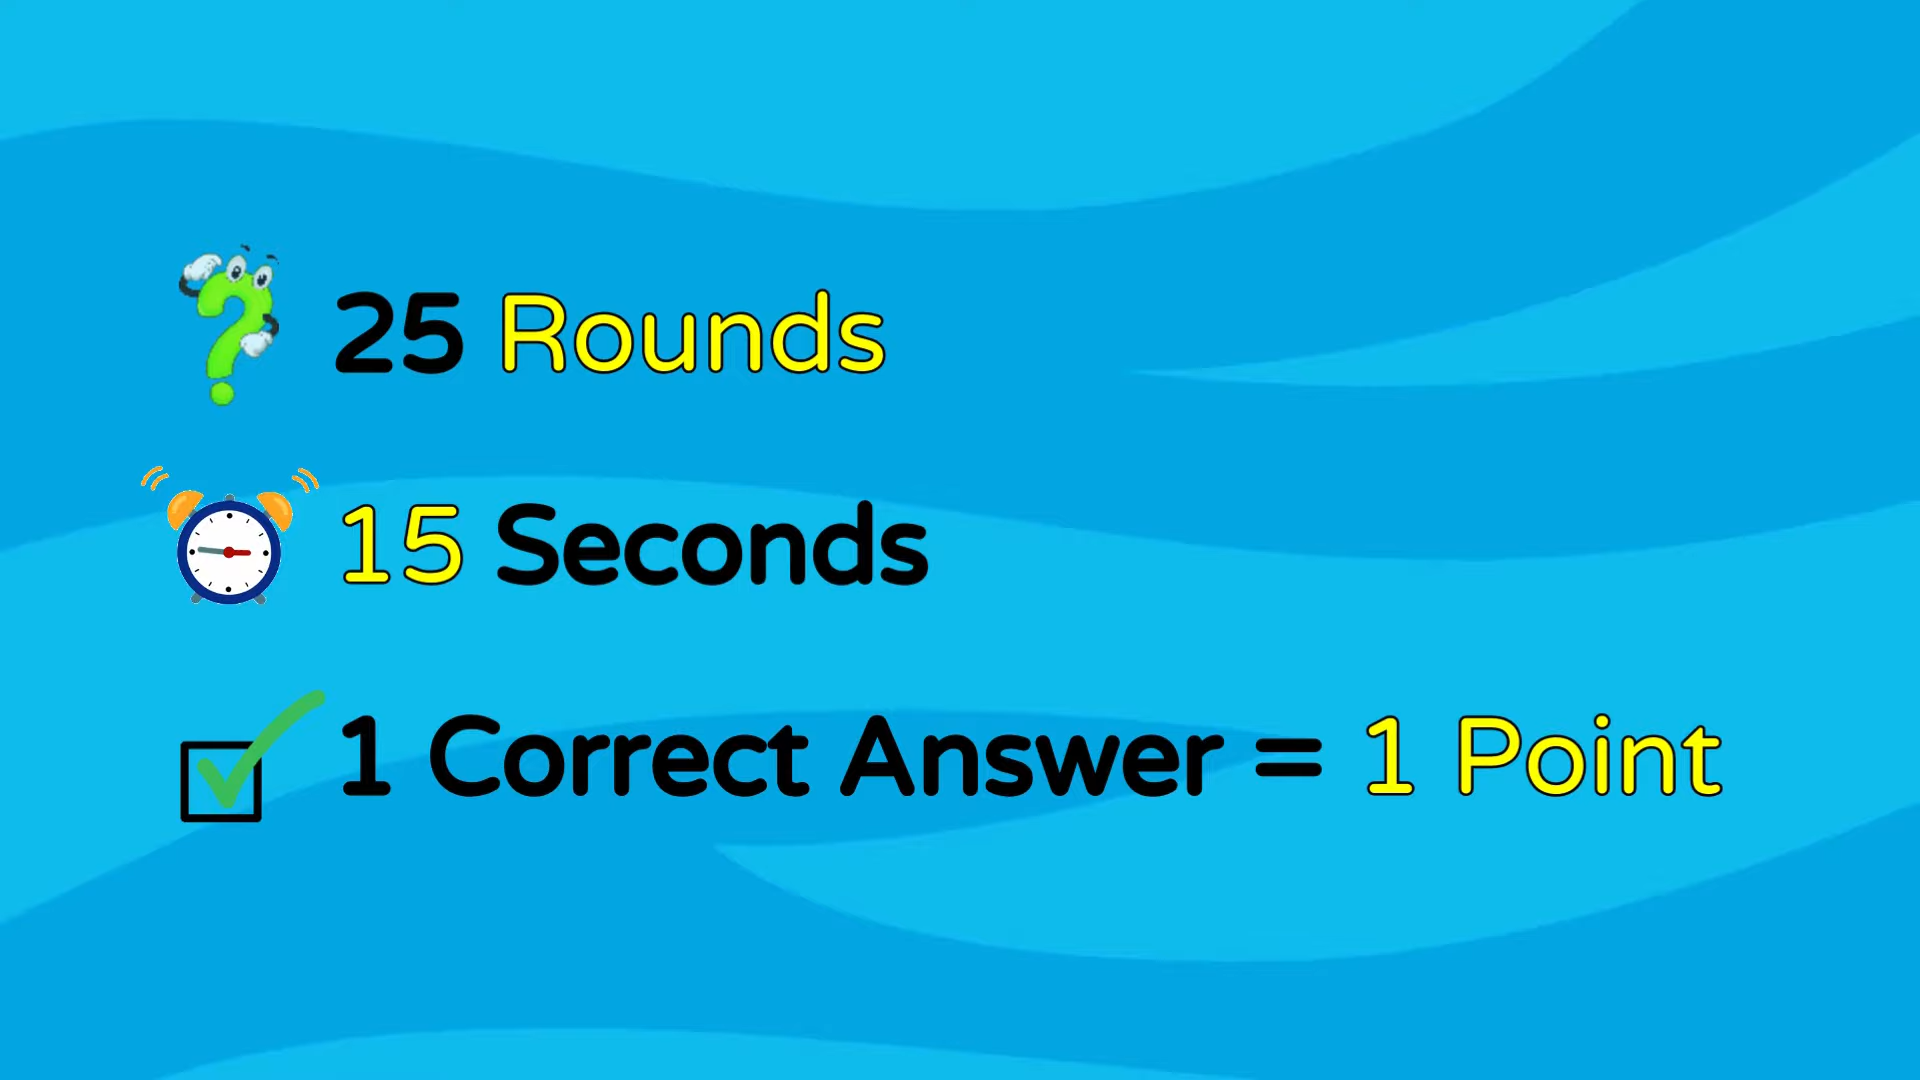 25 Rounds
15 Seconds
1 Correct Answer = 1 Point